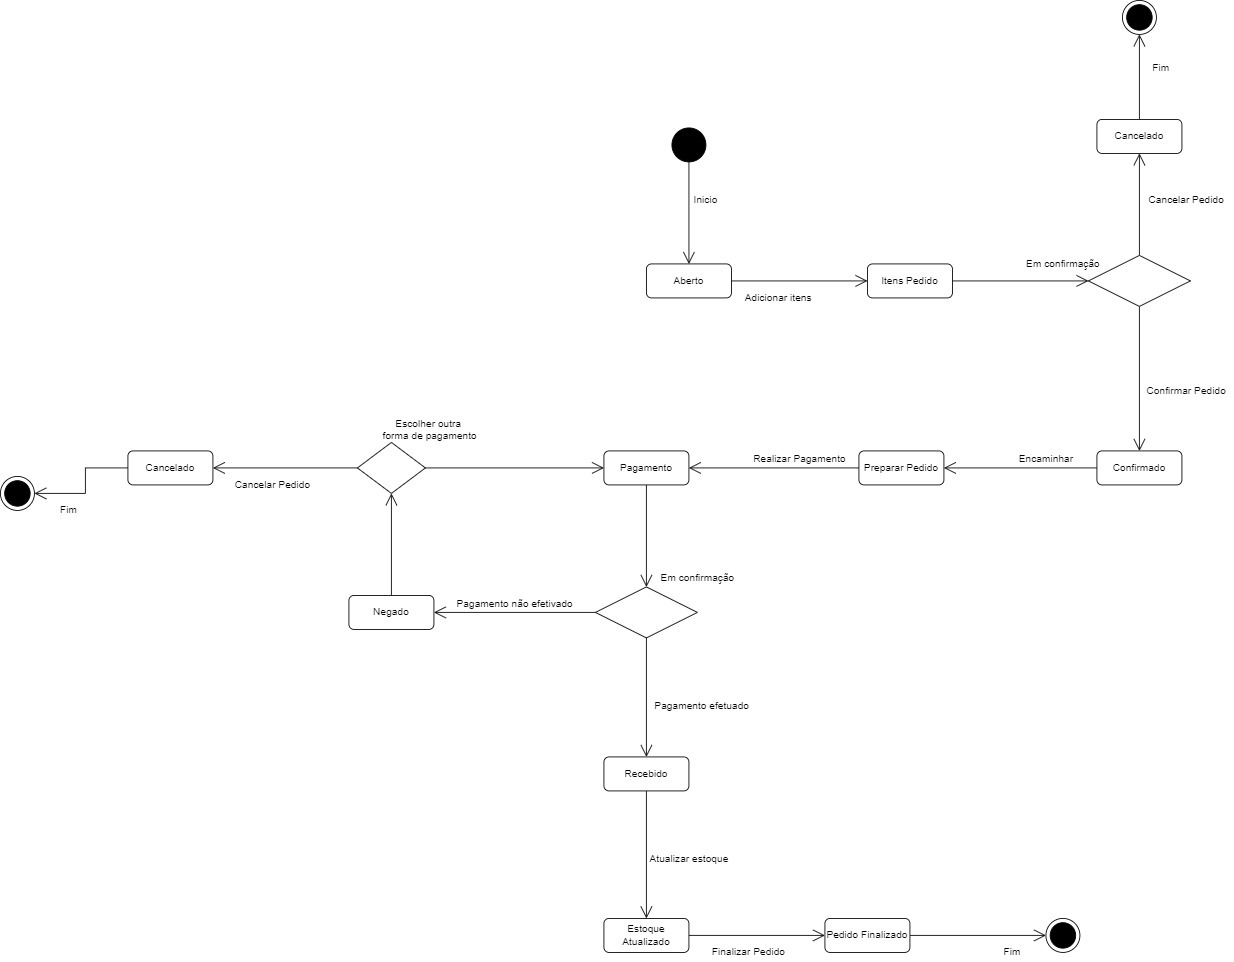 Fim
Cancelado
Inicio
Cancelar Pedido
Em confirmação
Aberto
Itens Pedido
Adicionar itens
Confirmar Pedido
Escolher outra
forma de pagamento
Realizar Pagamento
Encaminhar
Cancelado
Pagamento
Preparar Pedido
Confirmado
Cancelar Pedido
Fim
Em confirmação
Pagamento não efetivado
Negado
Pagamento efetuado
Recebido
Atualizar estoque
Estoque
Atualizado
Pedido Finalizado
Finalizar Pedido
Fim